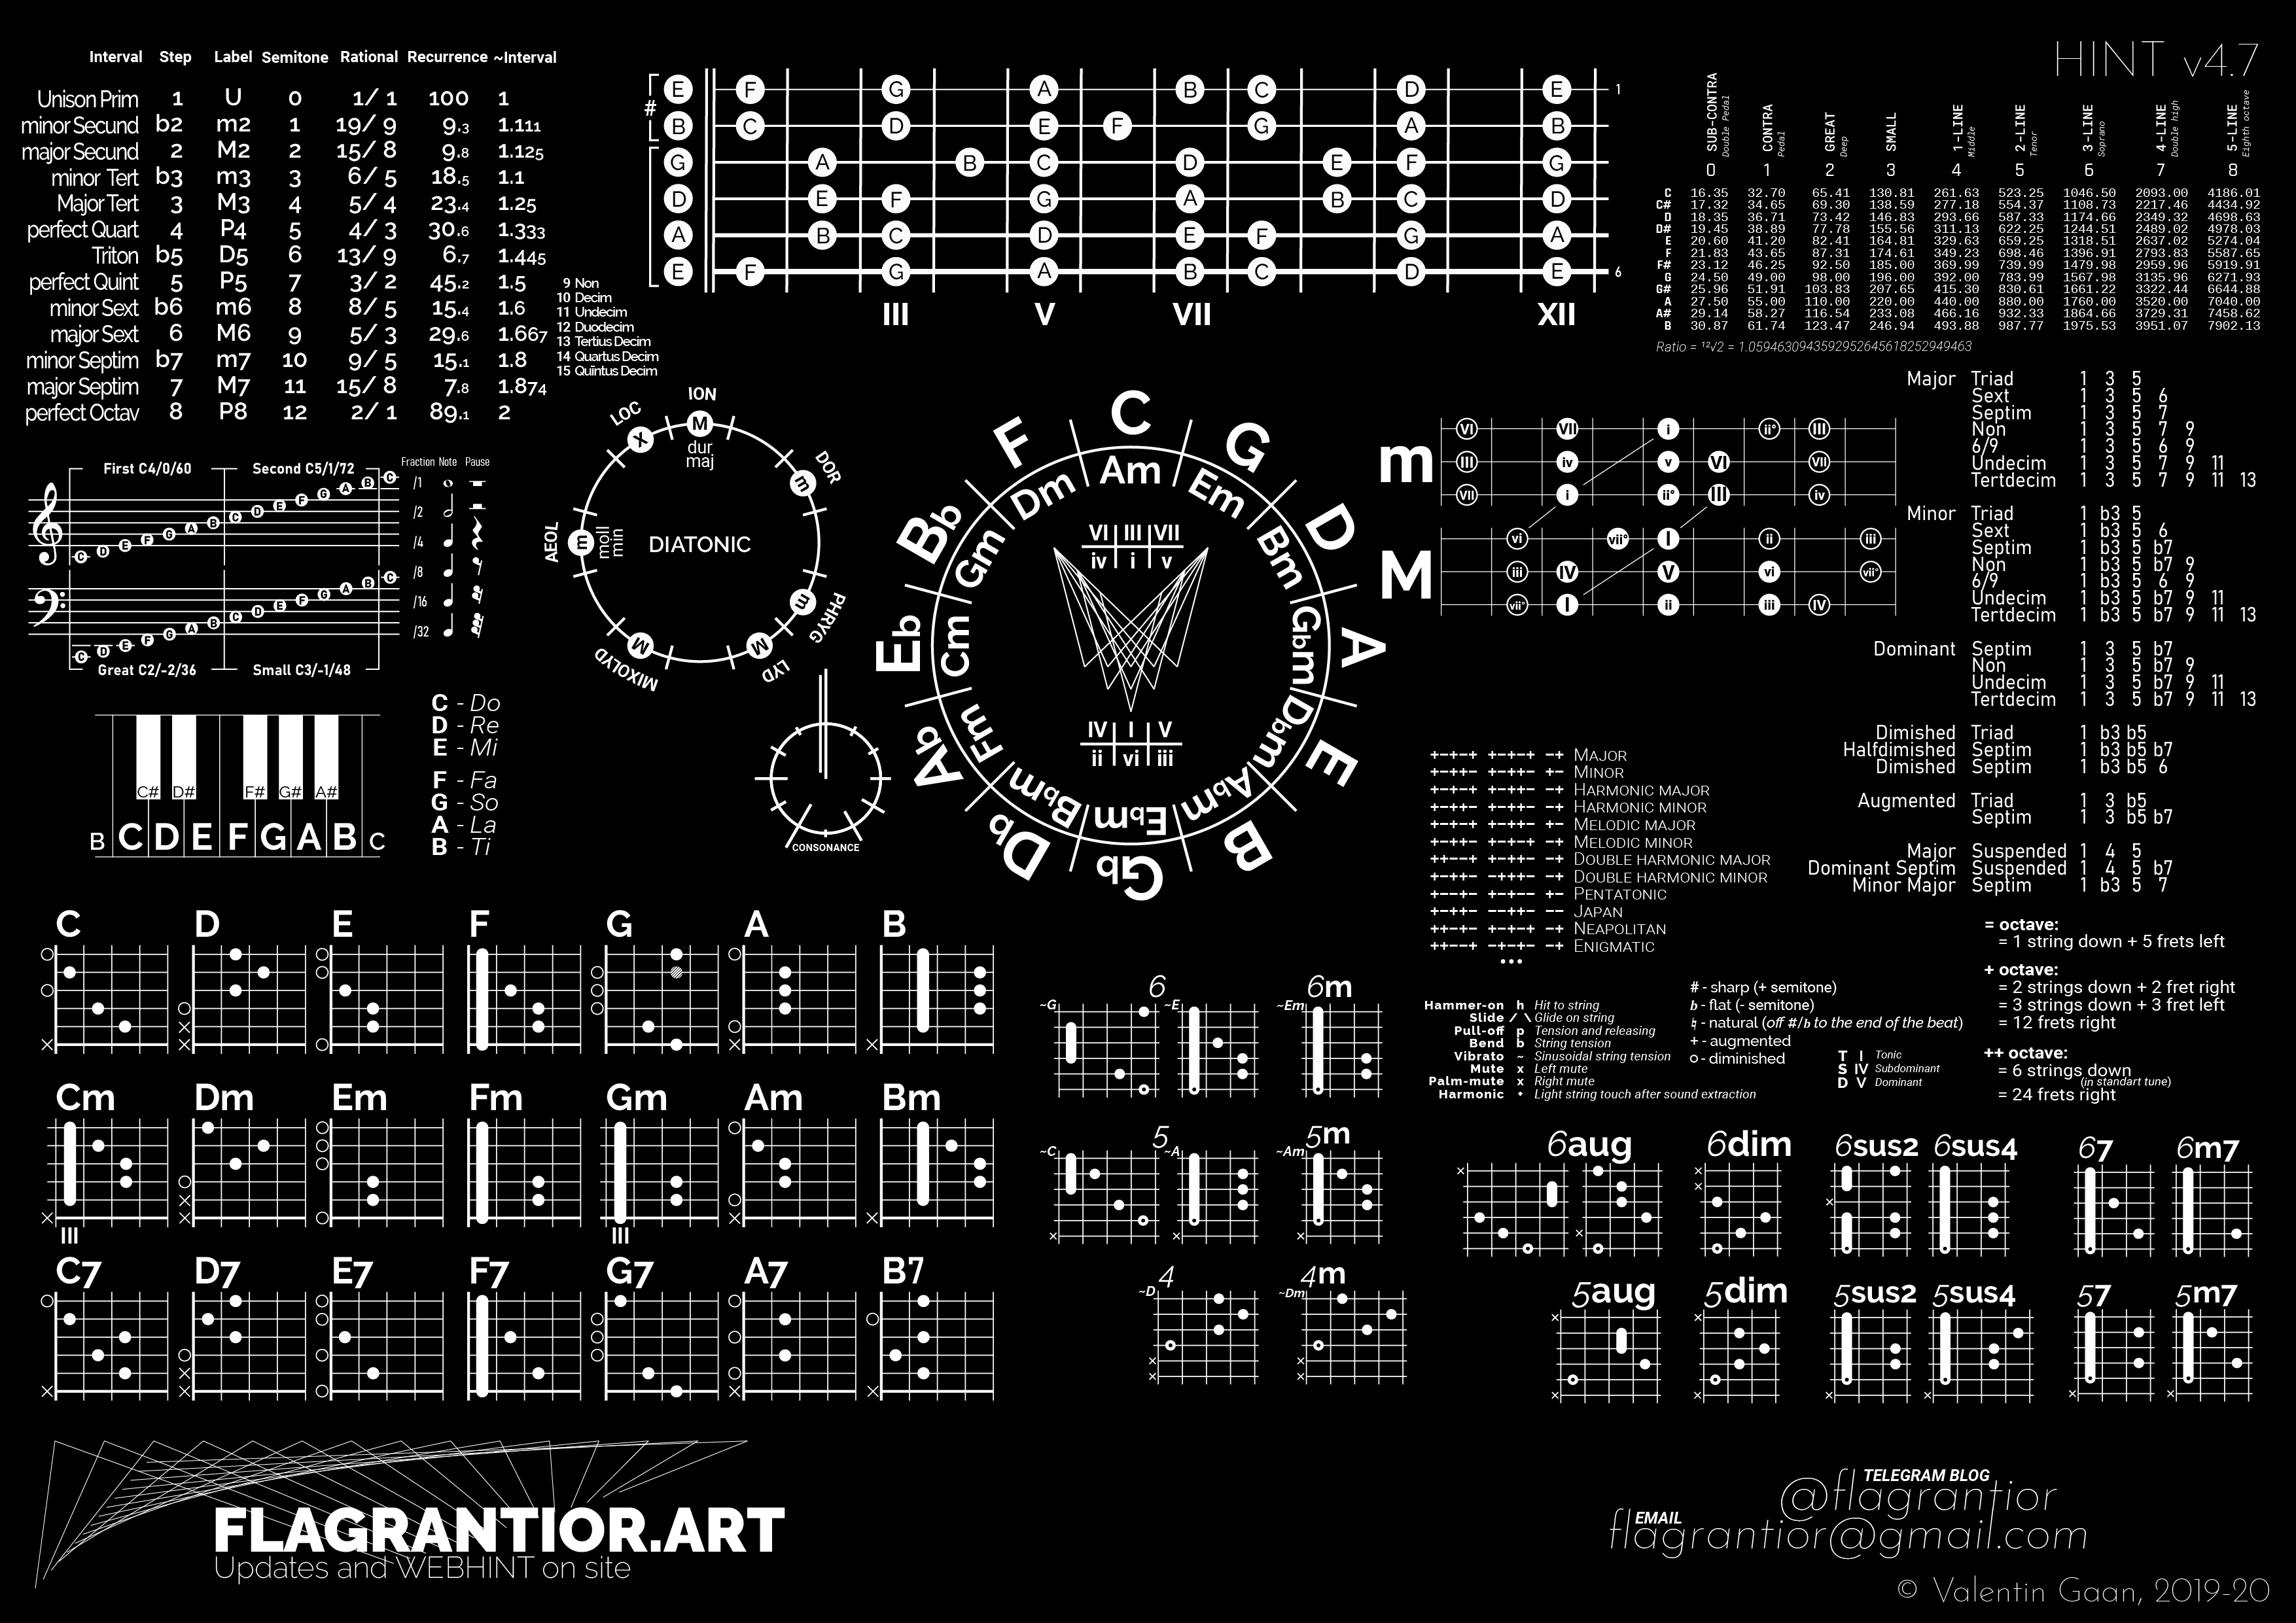 HINT v4.7
Interval Step Label Semitone Rational Recurrence ~Interval
Unison Prim 1 U 0 1/ 1 100 1
minor Secund b2 m2 1 19/ 9 9.3 1.111
major Secund 2 M2 2 15/ 8 9.8 1.125
minor Tert b3 m3 3 6/ 5 18.5 1.1
Major Tert 3 M3 4 5/ 4 23.4 1.25
perfect Quart 4 P4 5 4/ 3 30.6 1.333
Triton b5 D5 6 13/ 9 6.7 1.445
perfect Quint 5 P5 7 3/ 2 45.2 1.5
minor Sext b6 m6 8 8/ 5 15.4 1.6
major Sext 6 M6 9 5/ 3 29.6 1.667
minor Septim b7 m7 10 9/ 5 15.1 1.8
major Septim 7 M7 11 15/ 8 7.8 1.874
perfect Octav 8 P8 12 2/ 1 89.1 2
9 Non
10 Decim
11 Undecim
12 Duodecim
13 Tertius Decim
14 Quartus Decim
15 Quintus Decim
#
E F G A B C D E 1
B C D E F G A B
G A B C D E F G
D E F G A B C D
A B C D E F G A
E F G A B C D E 6
III V VII XII
SUB-CONTRA CONTRA GREAT SMALL 1-LINE 2-LINE 3-LINE 4-LINE 5-LINE
Double Pedal Pedal Deep Middle Tenor Soprano Double high Eighth octave
0 1 2 3 4 5 6 7 8
C 16.35 32.70 65.41 130.81 261.63 523.25 1046.50 2093.00 4186.01
C# 17.32 34.65 69.30 138.59 277.18 554.37 1108.73 2217.46 4434.92
D 18.35 36.71 73.42 146.83 293.66 587.33 1174.66 2349.32 4698.63
D# 19.45 38.89 77.78 155.56 311.13 622.25 1244.51 2489.02 4978.03
E 20.60 41.20 82.41 164.81 329.63 659.25 1318.51 2637.02 5274.04
F 21.83 43.65 87.31 174.61 349.23 698.46 1396.91 2793.83 5587.65
F# 23.12 46.25 92.50 185.00 369.99 739.99 1479.98 2959.96 5919.91
G 24.50 49.00 98.00 196.00 392.00 783.99 1567.98 3135.96 6271.93
G# 25.96 51.91 103.83 207.65 415.30 830.61 1661.22 3322.44 6644.88
A 27.50 55.00 110.00 220.00 440.00 880.00 1760.00 3520.00 7040.00
A# 29.14 58.27 116.54 233.08 466.16 932.33 1864.66 3729.31 7458.62
B 30.87 61.74 123.47 246.94 493.88 987.77 1975.53 3951.07 7902.13
Ratio = ¹²√2 = 1.0594630943592952645618252949463
First C4/0/60 Second C5/1/72
C D E F G A B C D E F G A B C
C D E F G A B C D E F G A B C
Great C2/-2/36 Small C3/-1/48
Fraction Note Pause
/1
/2
/4
/8
/16
/32
C# D# F# G# A#
B C D E F G A B C
C - Do
D - Re
E - Mi
F - Fa
G - So
A - La
B - Ti
DIATONIC
ION M dur maj
DOR m
PHRYG m
LYD M
MIXOLYD M
AEOL m moll min
LOC X
CONSONANCE
C G D A E B Gb Db Ab Eb Bb F
Am Em Bm Gbm Dbm Abm Ebm Bbm Fm Cm Gm Dm
VI III VII
iv i v
IV I V
ii vi iii
m
VI VII i ii° III
III iv v VI VII
VII i ii° III iv
M
vi vii° I ii iii
iii IV V vi vii°
vii° I ii iii IV
Major Triad 1 3 5
Sext 1 3 5 6
Septim 1 3 5 7
Non 1 3 5 7 9
6/9 1 3 5 6 9
Undecim 1 3 5 7 9 11
Tertdecim 1 3 5 7 9 11 13
Minor Triad 1 b3 5
Sext 1 b3 5 6
Septim 1 b3 5 b7
Non 1 b3 5 b7 9
6/9 1 b3 5 6 9
Undecim 1 b3 5 b7 9 11
Tertdecim 1 b3 5 b7 9 11 13
Dominant Septim 1 3 5 b7
Non 1 3 5 b7 9
Undecim 1 3 5 b7 9 11
Tertdecim 1 3 5 b7 9 11 13
Dimished Triad 1 b3 b5
Halfdimished Septim 1 b3 b5 b7
Dimished Septim 1 b3 b5 6
Augmented Triad 1 3 b5
Septim 1 3 b5 b7
Major Suspended 1 4 5
Dominant Septim Suspended 1 4 5 b7
Minor Major Septim 1 b3 5 7
MAJOR
MINOR
HARMONIC MAJOR
HARMONIC MINOR
MELODIC MAJOR
MELODIC MINOR
DOUBLE HARMONIC MAJOR
DOUBLE HARMONIC MINOR
PENTATONIC
JAPAN
NEAPOLITAN
ENIGMATIC
...
Hammer-on h Hit to string
Slide / \ Glide on string
Pull-off p Tension and releasing
Bend b String tension
Vibrato ~ Sinusoidal string tension
Mute x Left mute
Palm-mute x Right mute
Harmonic • Light string touch after sound extraction
# - sharp (+ semitone)
b - flat (- semitone)
♮ - natural (off #/b to the end of the beat)
+ - augmented
o - diminished
T I Tonic
S IV Subdominant
D V Dominant
= octave:
= 1 string down + 5 frets left
+ octave:
= 2 strings down + 2 fret right
= 3 strings down + 3 fret left
= 12 frets right
++ octave:
= 6 strings down
(in standart tune)
= 24 frets right
C D E F G A B
Cm Dm Em Fm Gm Am Bm
III III
C7 D7 E7 F7 G7 A7 B7
6 6m
~G ~E ~Em
5 5m
~C ~A ~Am
4 4m
~D ~Dm
6aug 6dim 6sus2 6sus4 67 6m7
5aug 5dim 5sus2 5sus4 57 5m7
FLAGRANTIOR.ART
Updates and WEBHINT on site
TELEGRAM BLOG
@flagrantior
EMAIL
flagrantior@gmail.com
© Valentin Gaan, 2019-20